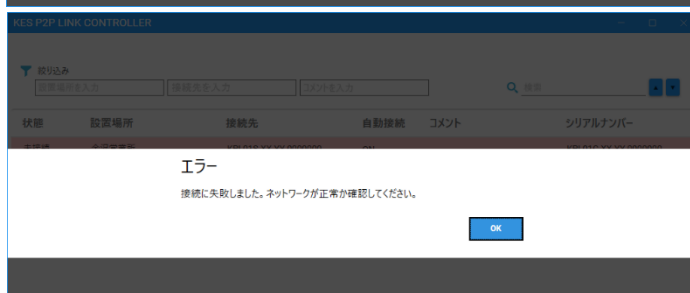 KES P2P LINK CONTROLLER
絞り込み
設置場所を入力 接続先を入力 コメントを入力 検索
状態 設置場所 接続先 自動接続 コメント シリアルナンバー
エラー
接続に失敗しました。ネットワークが正常か確認してください。
OK